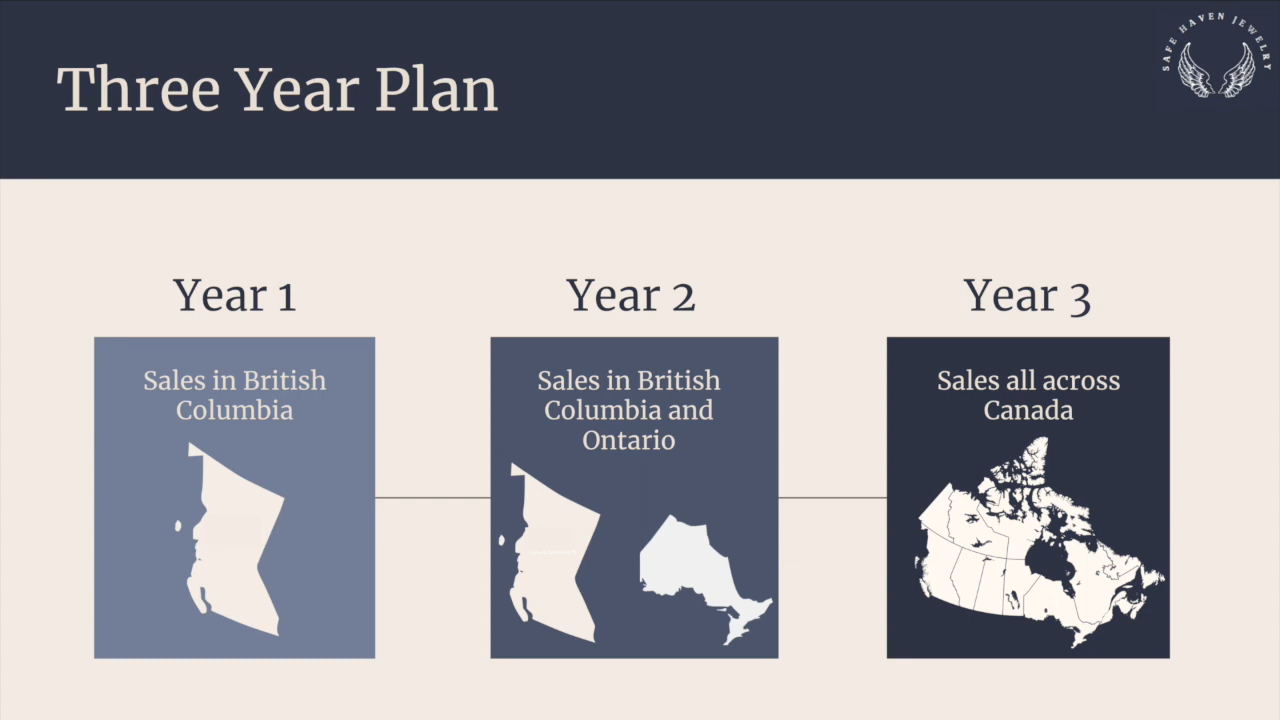 SAFE HAVEN JEWELRY
Three Year Plan
Year 1
Year 2
Year 3
Sales in British
Columbia
Sales in British
Columbia and
Ontario
Sales all across
Canada